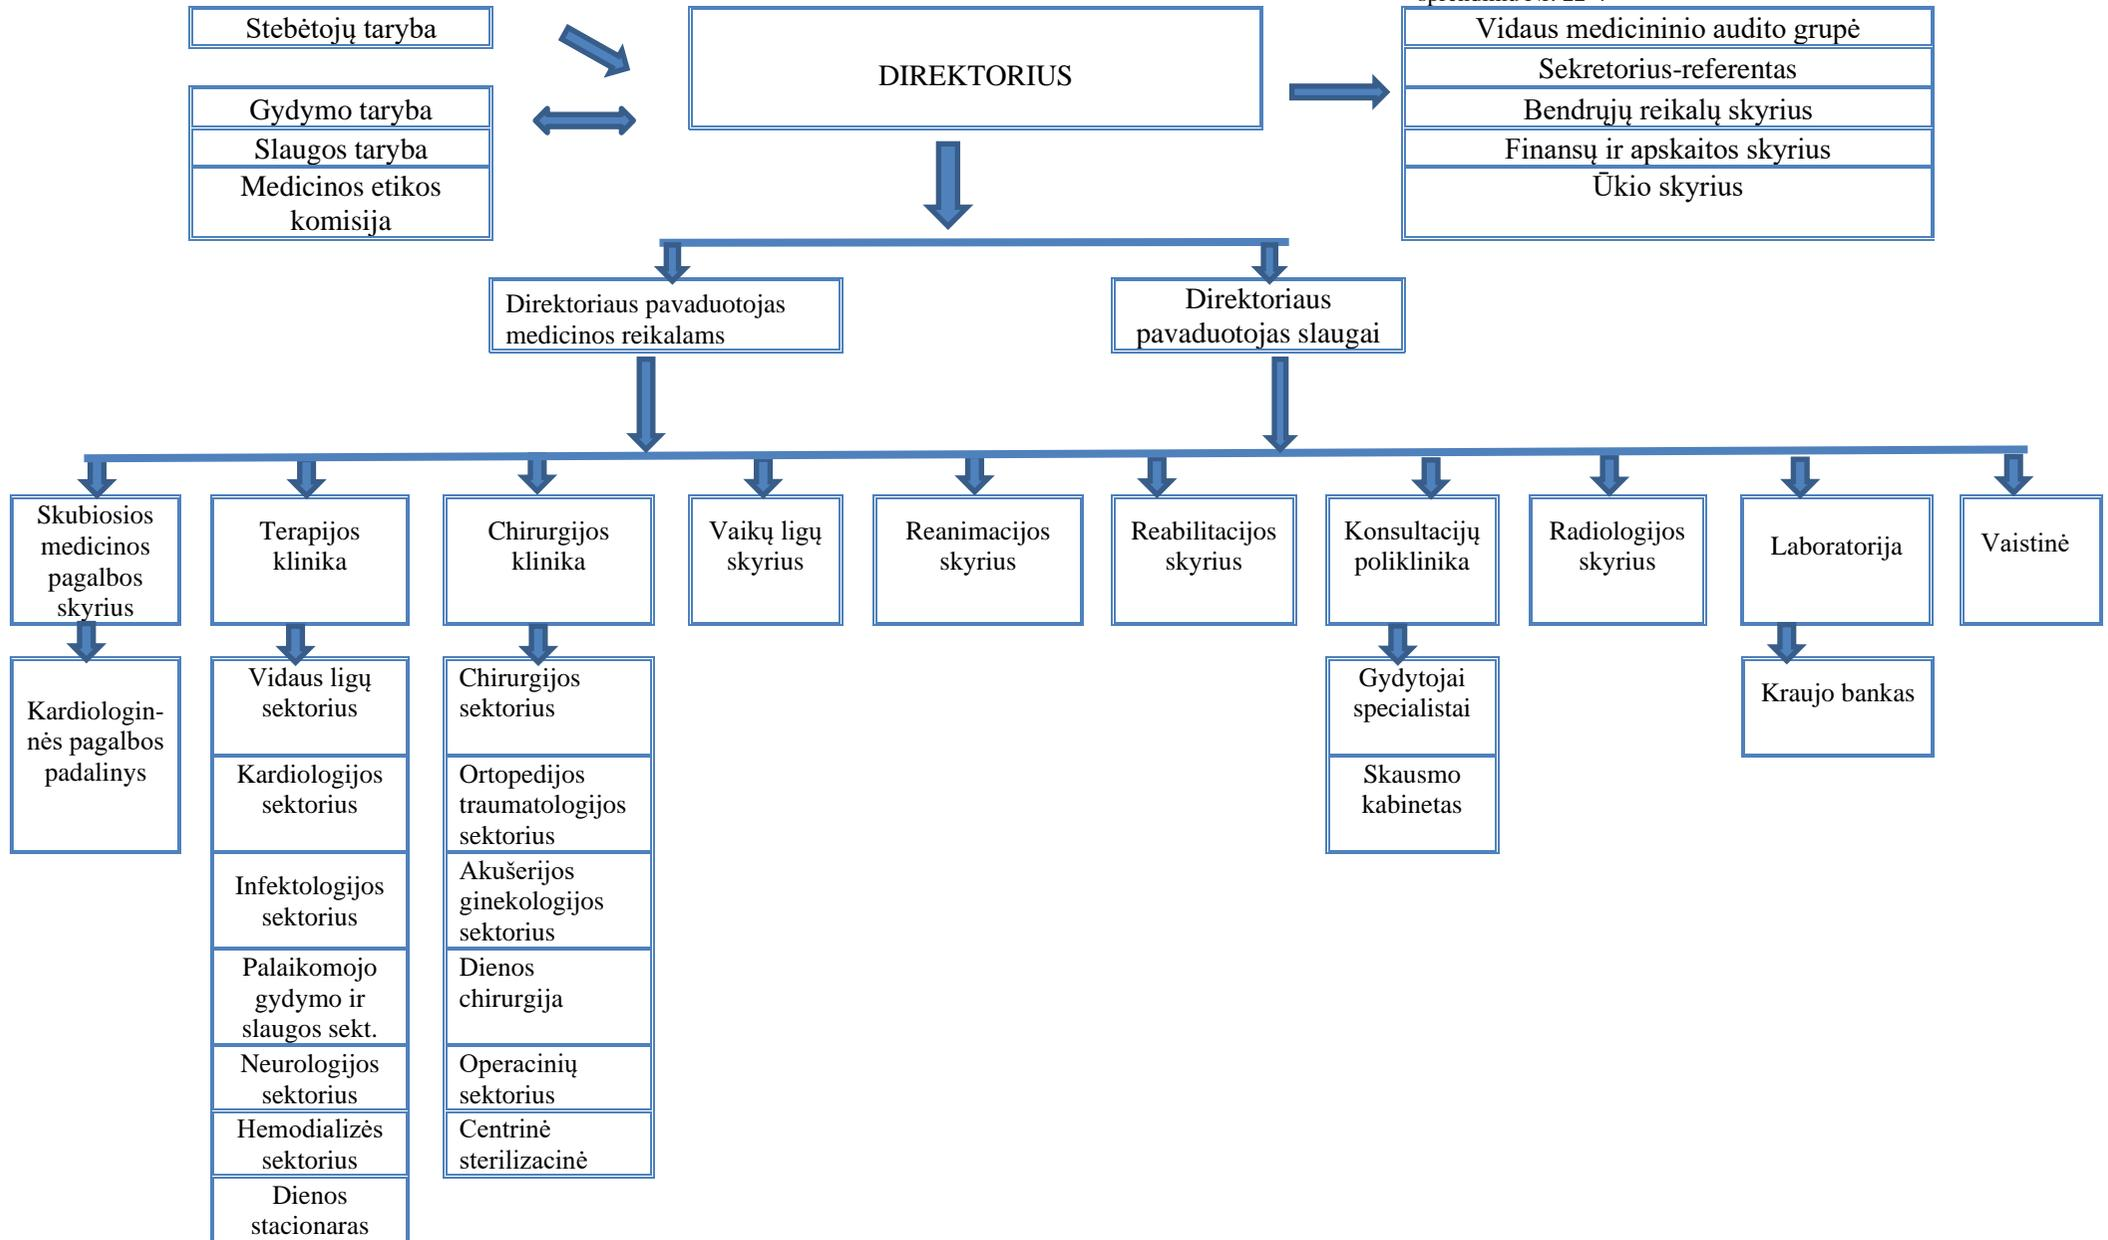 Stebėtojų taryba
DIREKTORIUS
Vidaus medicininio audito grupė
Sekretorius-referentas
Bendrųjų reikalų skyrius
Finansų ir apskaitos skyrius
Ūkio skyrius
Gydymo taryba
Slaugos taryba
Medicinos etikos
komisija
Direktoriaus pavaduotojas
medicinos reikalams
Direktoriaus
pavaduotojas slaugai
Skubiosios
medicinos
pagalbos
skyrius
Terapijos
klinika
Chirurgijos
klinika
Vaikų ligų
skyrius
Reanimacijos
skyrius
Reabilitacijos
skyrius
Konsultacijų
poliklinika
Radiologijos
skyrius
Laboratorija
Vaistinė
Kardiologin-
nės pagalbos
padalinys
Vidaus ligų
sektorius
Kardiologijos
sektorius
Infektologijos
sektorius
Palaikomojo
gydymo ir
slaugos sekt.
Neurologijos
sektorius
Hemodializės
sektorius
Dienos
stacionaras
Chirurgijos
sektorius
Ortopedijos
traumatologijos
sektorius
Akušerijos
ginekologijos
sektorius
Dienos
chirurgija
Operacinių
sektorius
Centrinė
sterilizacinė
Gydytojai
specialistai
Skausmo
kabinetas
Kraujo bankas